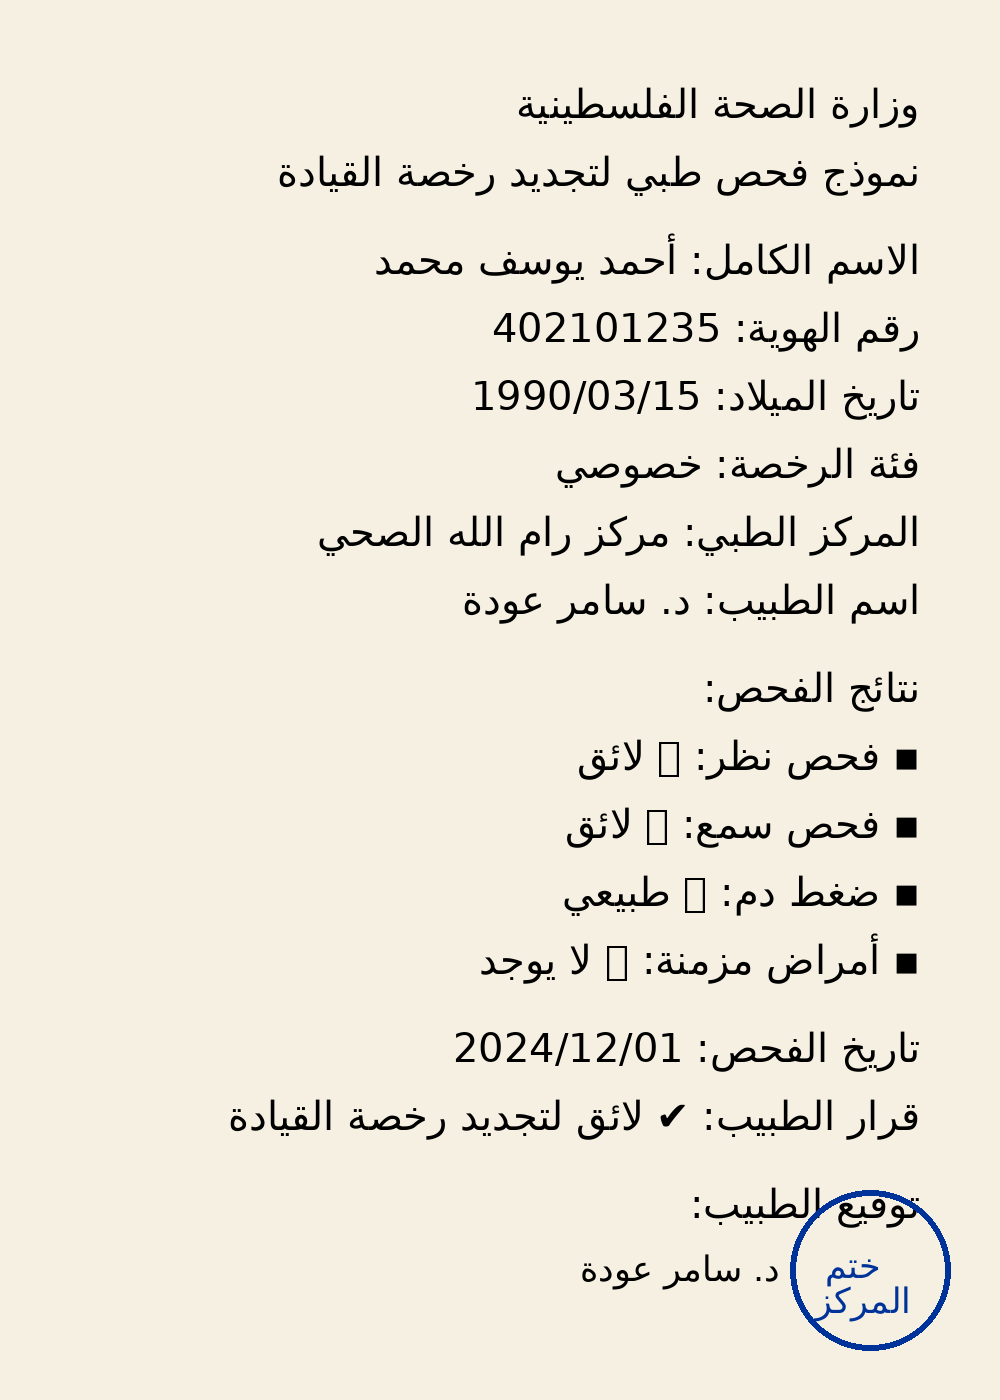 وزارة الصحة الفلسطينية
نموذج فحص طبي لتجديد رخصة القيادة
الاسم الكامل: أحمد يوسف محمد
رقم الهوية: 402101235
تاريخ الميلاد: 1990/03/15
فئة الرخصة: خصوصي
المركز الطبي: مركز رام الله الصحي
اسم الطبيب: د. سامر عودة
نتائج الفحص:
▪ فحص نظر: ▯ لائق
▪ فحص سمع: ▯ لائق
▪ ضغط دم: ▯ طبيعي
▪ أمراض مزمنة: ▯ لا يوجد
تاريخ الفحص: 2024/12/01
قرار الطبيب: ✔ لائق لتجديد رخصة القيادة
توقيع الطبيب:
د. سامر عودة
ختم
المركز